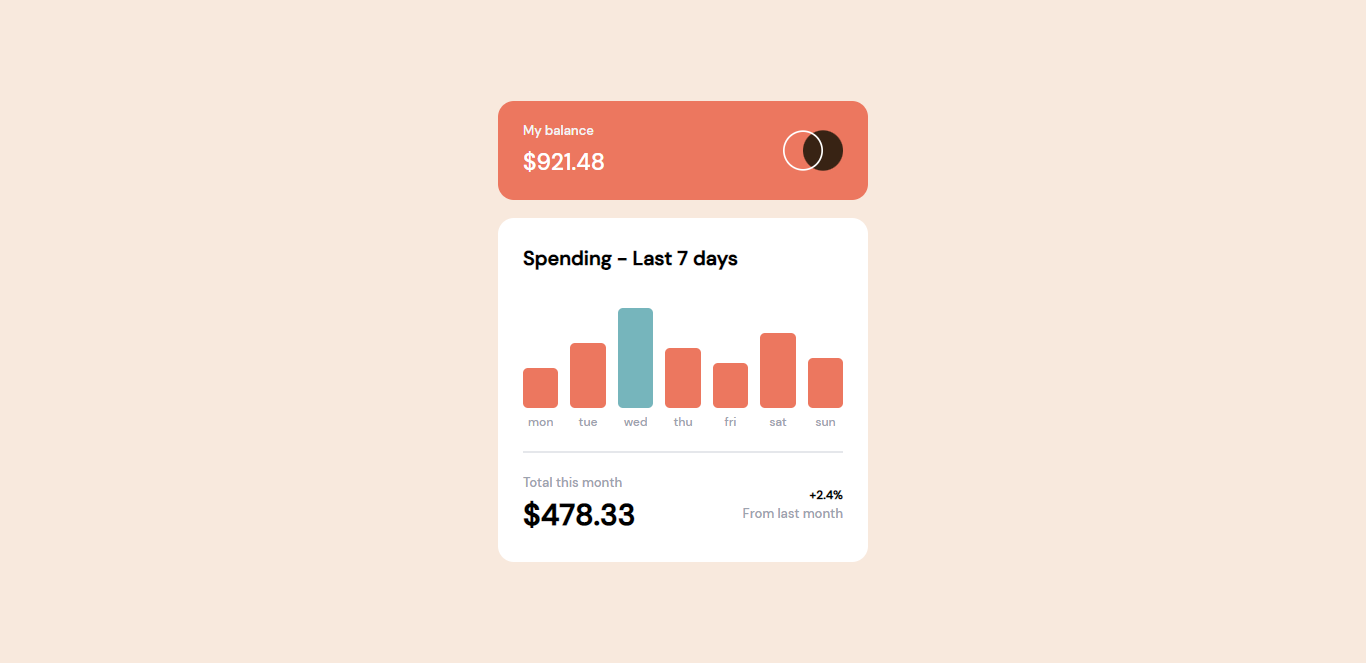 My balance
$921.48
Spending - Last 7 days
mon tue wed thu fri sat sun
Total this month
$478.33
+2.4%
From last month